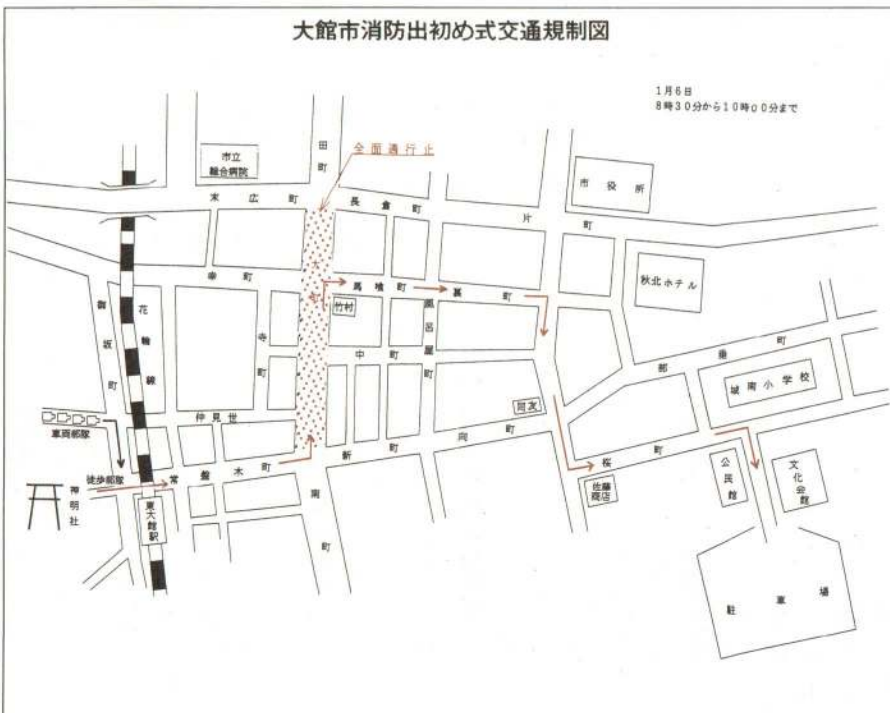 大館市消防出初め式交通規制図
1月6日
8時30分から10時00分まで
全面通行止
田町
市立
総合病院
末広町
長倉町
片町
市役所
秋北ホテル
幸町
大町
馬喰町
裏町
竹村
風呂屋町
御坂町
花輪線
寺町
中町
部垂町
城南小学校
仲見世
車両部隊
新町
向町
桜町
佐藤
商店
公民館
文化会館
徒歩部隊
常盤木町
神明社
東大館駅
南町
駐車場